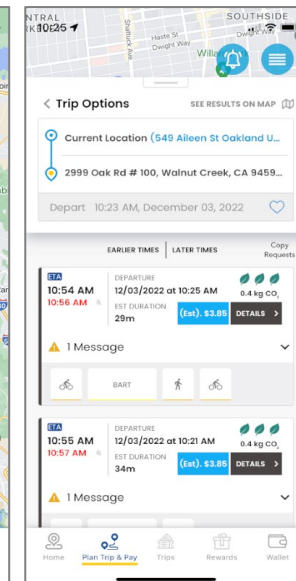 NTRAL
SOUTHSIDE
10:25
Haste St
Shattuck Ave
Dwight Way
Trip Options
SEE RESULTS ON MAP
Current Location (549 Aileen St Oakland U...
2999 Oak Rd # 100, Walnut Creek, CA 9459...
Depart 10:23 AM, December 03, 2022
EARLIER TIMES
LATER TIMES
Copy
Requests
ETA
10:54 AM
10:56 AM
DEPARTURE
12/03/2022 at 10:25 AM
EST DURATION
29m
(Est). $3.85
0.4 kg CO₂
DETAILS >
1 Message
BART
ETA
10:55 AM
10:57 AM
DEPARTURE
12/03/2022 at 10:21 AM
EST DURATION
34m
(Est). $3.85
0.4 kg CO₂
DETAILS >
1 Message
Home
Plan Trip & Pay
Trips
Rewards
Wallet